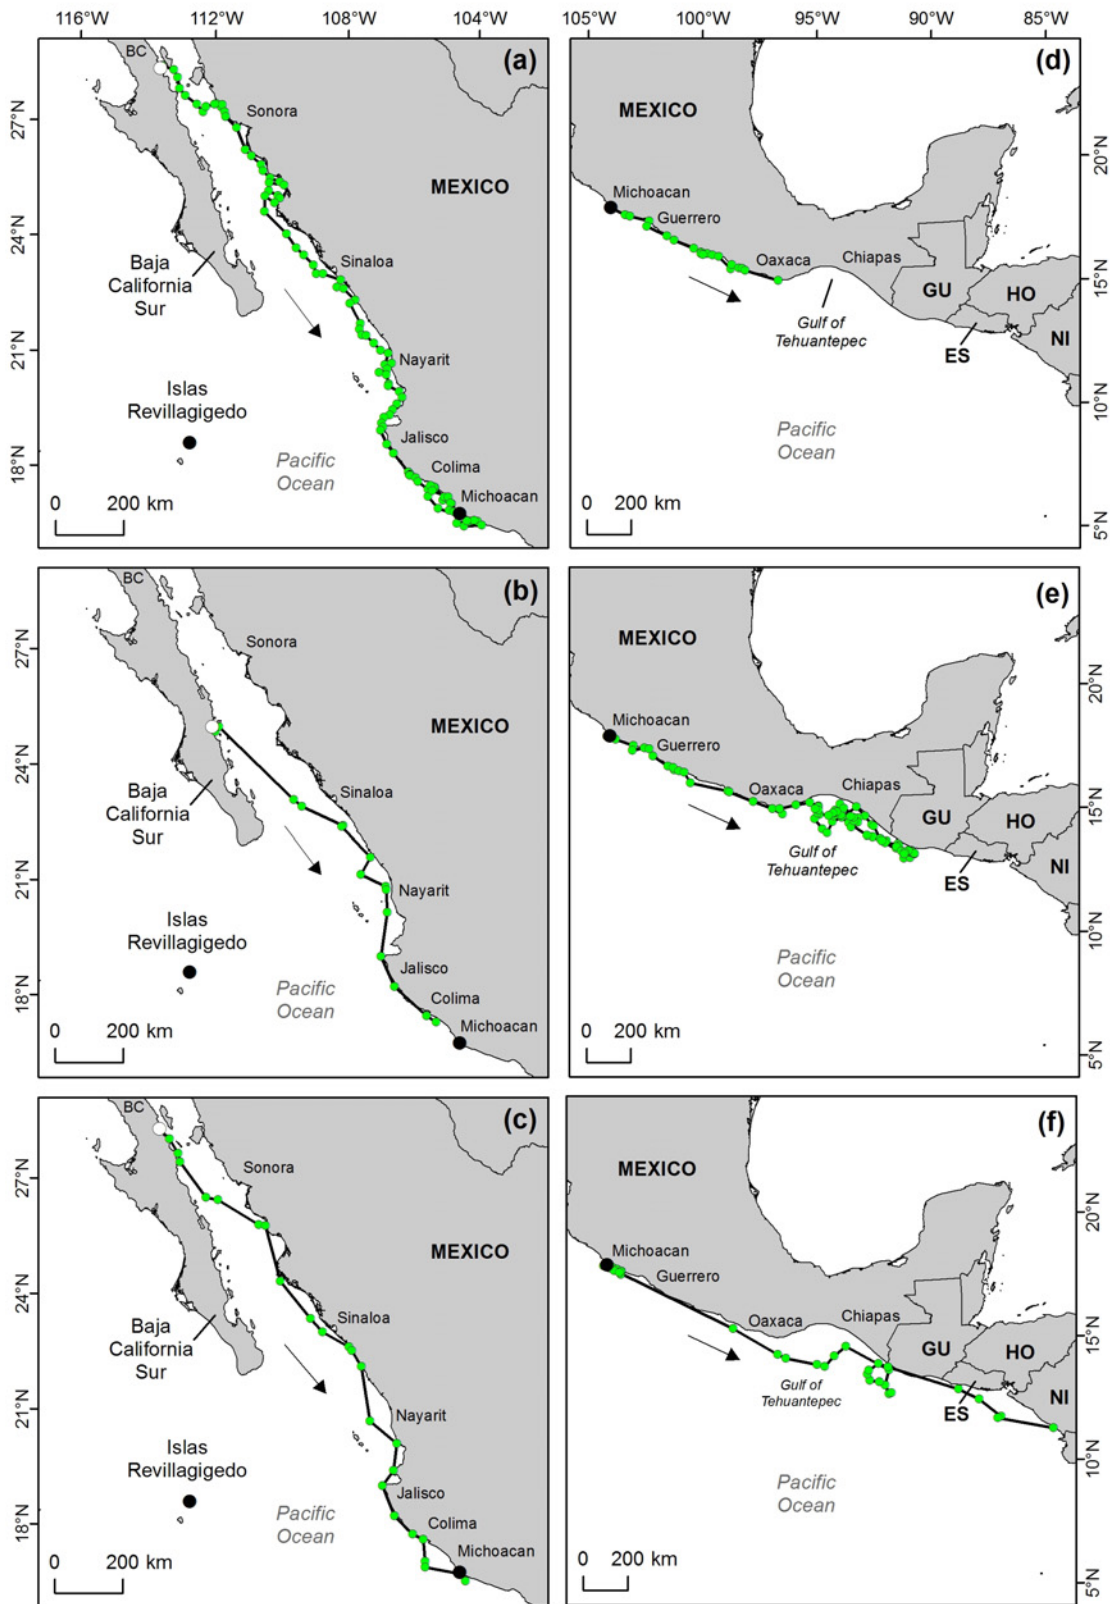 116°W 112°W 108°W 104°W
105°W 100°W 95°W 90°W 85°W
(a)
BC
Sonora
MEXICO
Baja
California
Sur
Sinaloa
Nayarit
Islas
Revillagigedo
Jalisco
Colima
Michoacan
Pacific
Ocean
0 200 km
27°N
24°N
21°N
18°N
(d)
MEXICO
Michoacan
Guerrero
Oaxaca
Chiapas
GU
HO
ES
NI
Gulf of
Tehuantepec
Pacific
Ocean
0 200 km
20°N
15°N
10°N
5°N
(b)
BC
Sonora
MEXICO
Baja
California
Sur
Sinaloa
Nayarit
Islas
Revillagigedo
Jalisco
Colima
Michoacan
Pacific
Ocean
0 200 km
27°N
24°N
21°N
18°N
(e)
MEXICO
Michoacan
Guerrero
Oaxaca
Chiapas
GU
HO
ES
NI
Gulf of
Tehuantepec
Pacific
Ocean
0 200 km
20°N
15°N
10°N
5°N
(c)
BC
Sonora
MEXICO
Baja
California
Sur
Sinaloa
Nayarit
Islas
Revillagigedo
Jalisco
Colima
Michoacan
Pacific
Ocean
0 200 km
27°N
24°N
21°N
18°N
(f)
MEXICO
Michoacan
Guerrero
Oaxaca
Chiapas
GU
HO
ES
NI
Gulf of
Tehuantepec
Pacific
Ocean
0 200 km
20°N
15°N
10°N
5°N